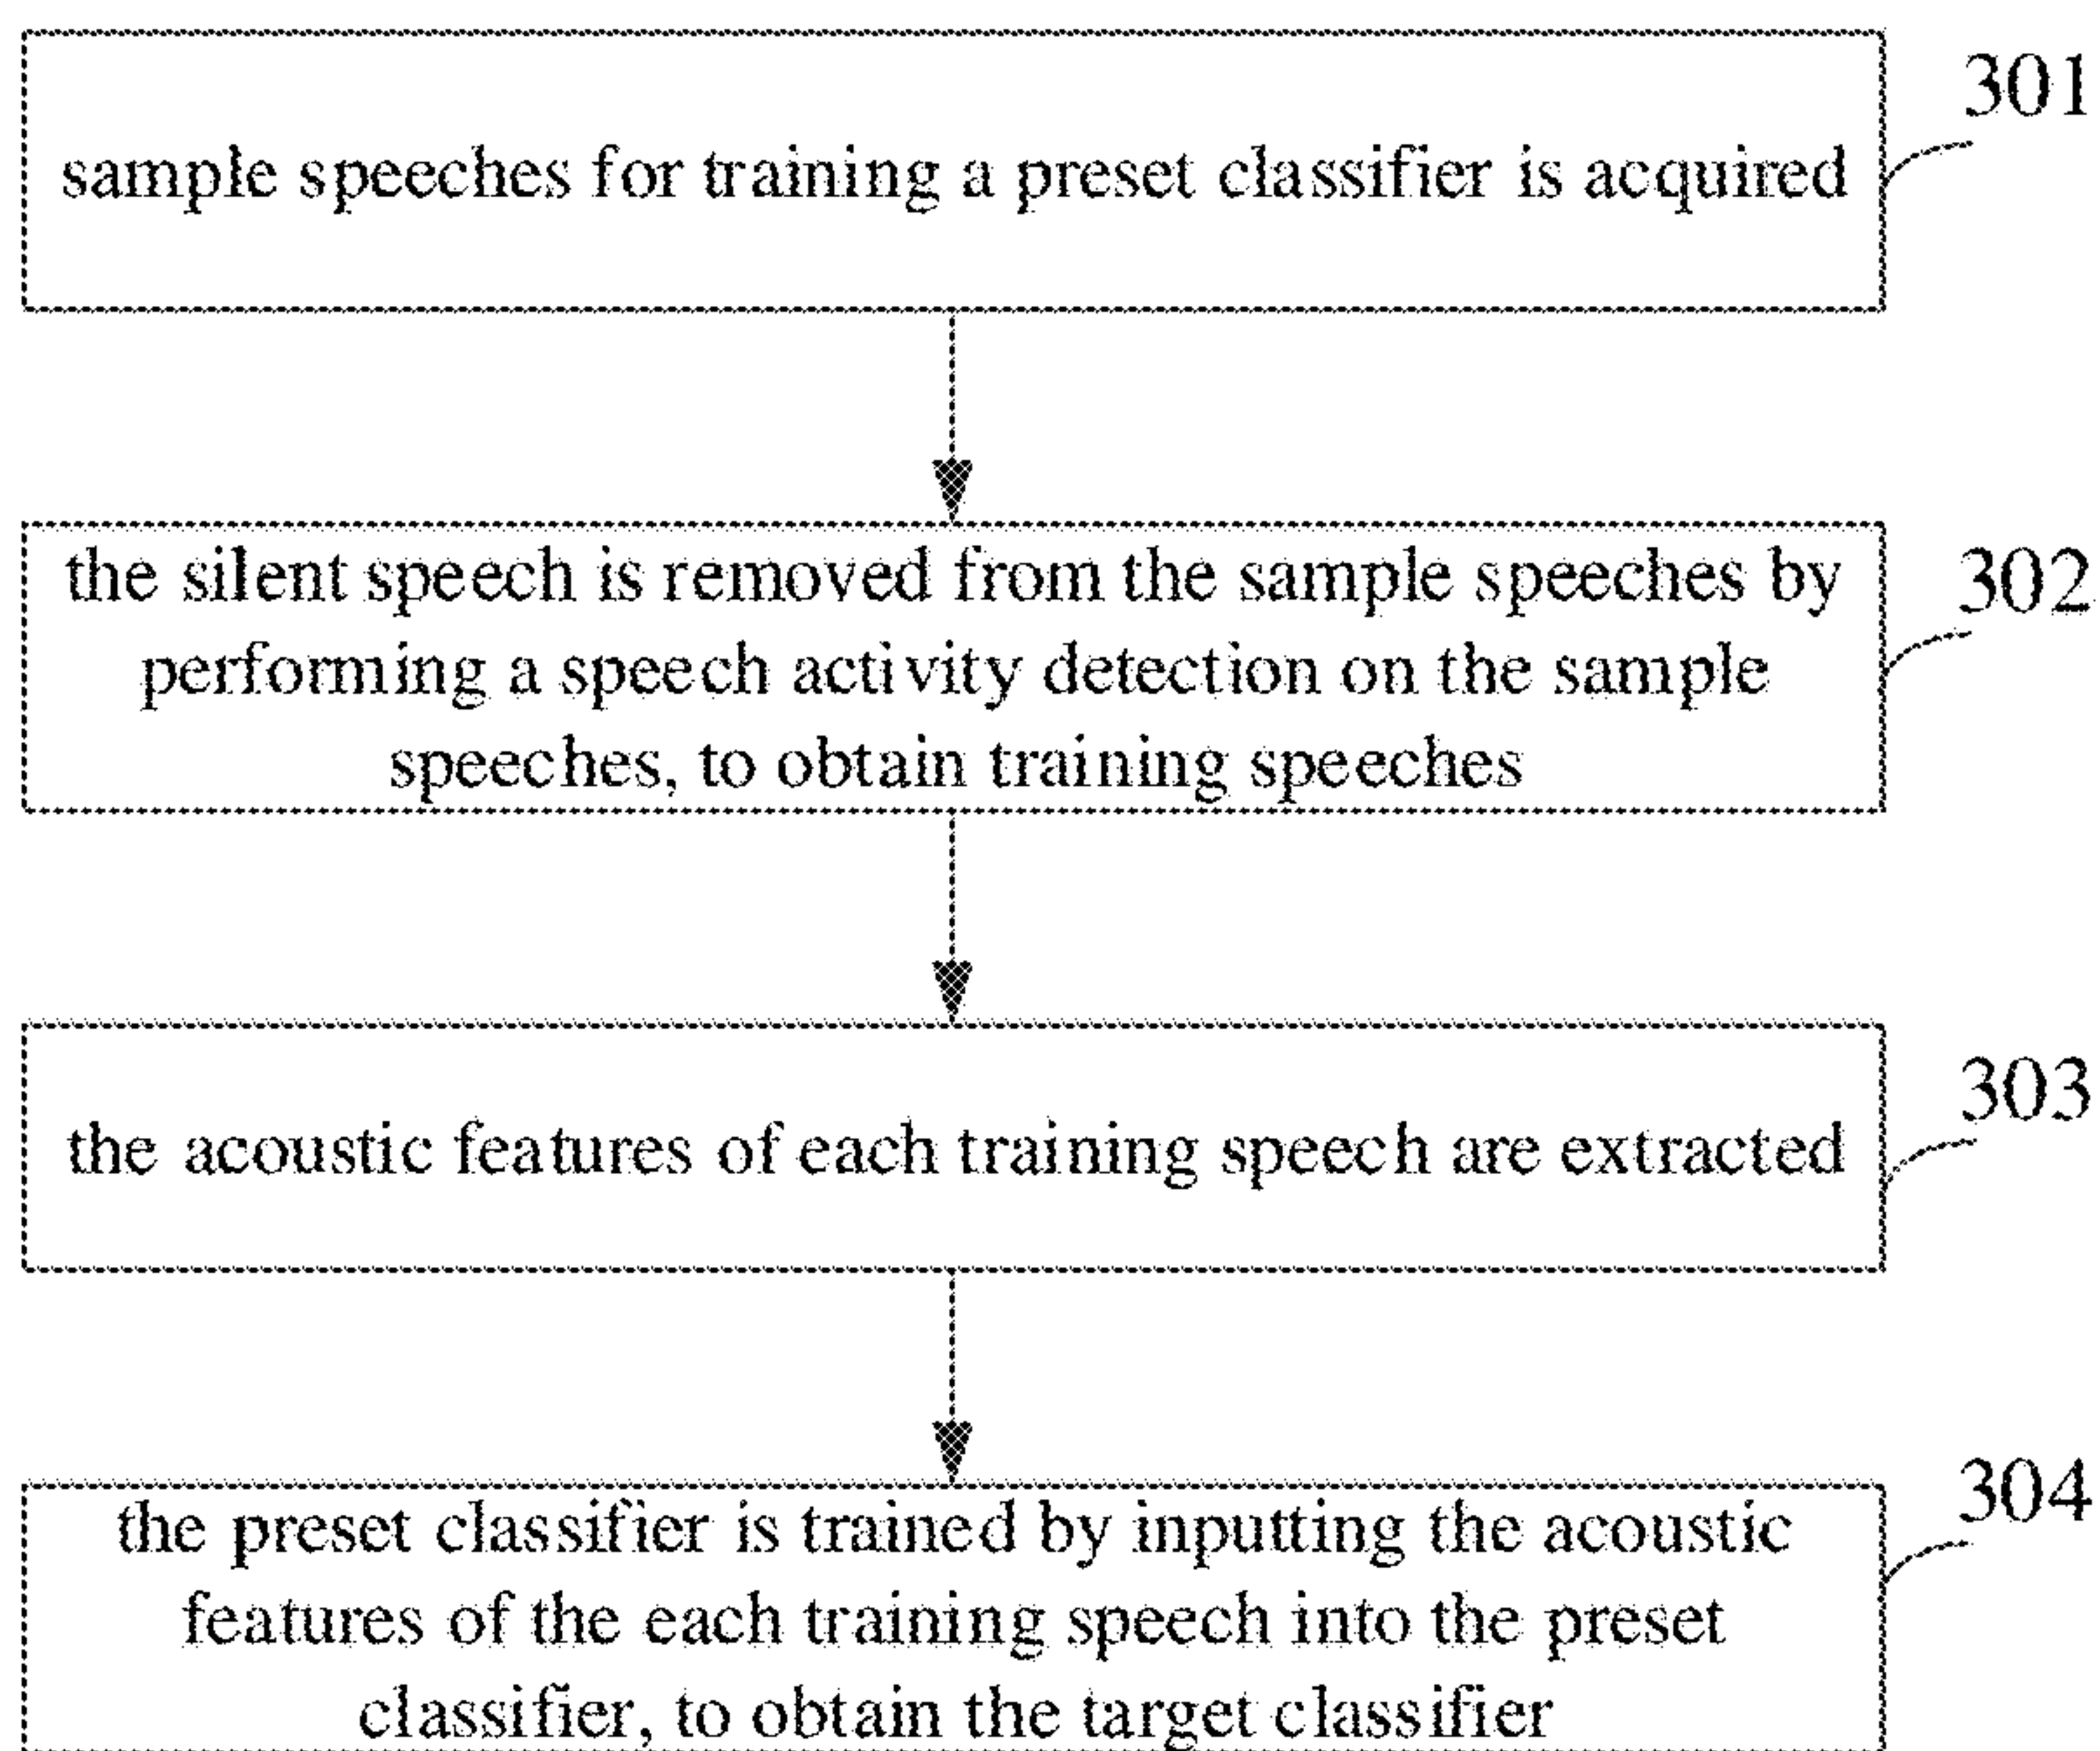 301
sample speeches for training a preset classifier is acquired
302
the silent speech is removed from the sample speeches by
performing a speech activity detection on the sample
speeches, to obtain training speeches
303
the acoustic features of each training speech are extracted
304
the preset classifier is trained by inputting the acoustic
features of the each training speech into the preset
classifier, to obtain the target classifier